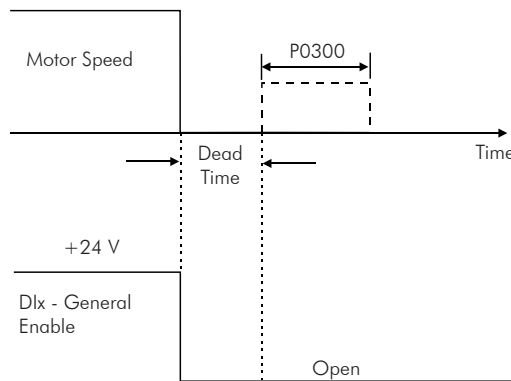 P0300
Motor Speed
Dead
Time
Time
+24 V
DIx - General
Enable
Open